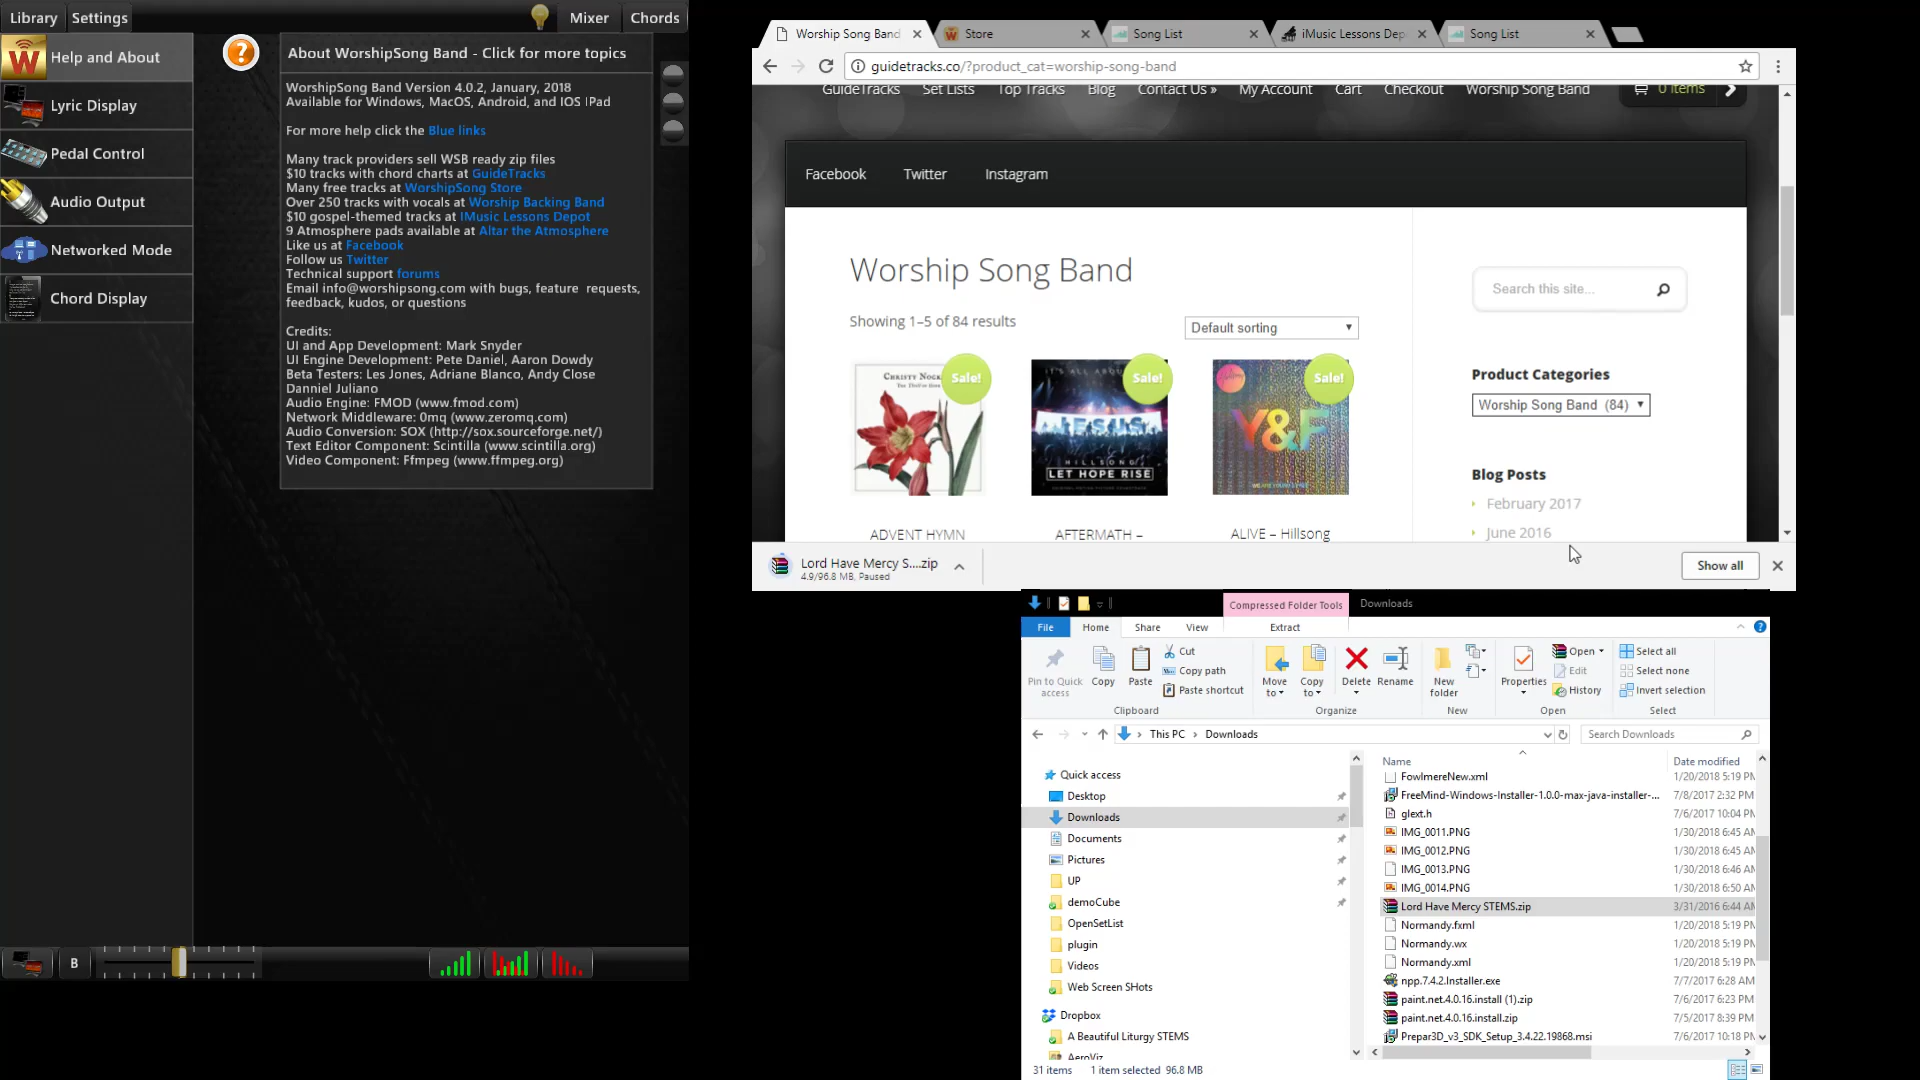 Library
Settings
Mixer
Chords
Help and About
Lyric Display
Pedal Control
Audio Output
Networked Mode
Chord Display
About WorshipSong Band - Click for more topics
WorshipSong Band Version 4.0.2, January, 2018
Available for Windows, MacOS, Android, and IOS IPad
For more help click the Blue links
Many track providers sell WSB ready zip files
$10 tracks with chord charts at GuideTracks
Many free tracks at WorshipSong Store
Over 250 tracks with vocals at Worship Backing Band
$10 gospel-themed tracks at IMusic Lessons Depot
9 Atmosphere pads available at Altar the Atmosphere
Like us at Facebook
Follow us Twitter
Technical support forums
Email info@worshipsong.com with bugs, feature requests,
feedback, kudos, or questions
Credits:
UI and App Development: Mark Snyder
UI Engine Development: Pete Daniel, Aaron Dowdy
Beta Testers: Les Jones, Adriane Blanco, Andy Close
Danniel Juliano
Audio Engine: FMOD (www.fmod.com)
Network Middleware: 0mq (www.zeromq.com)
Audio Conversion: SOX (http://sox.sourceforge.net/)
Text Editor Component: Scintilla (www.scintilla.org)
Video Component: Ffmpeg (www.ffmpeg.org)
B
Worship Song Band
Store
Song List
iMusic Lessons Dep
Song List
guidetracks.co/?product_cat=worship-song-band
GuideTracks Set Lists Top Tracks Blog Contact Us » My Account Cart Checkout Worship Song Band 0 items
Facebook Twitter Instagram
Worship Song Band
Showing 1–5 of 84 results
Default sorting
Sale!
Sale!
Sale!
JESUS
HILLSONG
LET HOPE RISE
Y&F
ADVENT HYMN
AFTERMATH –
ALIVE – Hillsong
Search this site...
Product Categories
Worship Song Band (84)
Blog Posts
February 2017
June 2016
Lord Have Mercy S....zip
4.9/96.8 MB, Paused
Show all
Compressed Folder Tools
Downloads
File Home Share View Extract
Pin to Quick access
Copy
Paste
Cut
Copy path
Paste shortcut
Move to
Copy to
Delete
Rename
New folder
Properties
Open
Edit
History
Select all
Select none
Invert selection
Clipboard Organize New Open Select
This PC › Downloads
Search Downloads
Quick access
Desktop
Downloads
Documents
Pictures
UP
demoCube
OpenSetList
plugin
Videos
Web Screen SHots
Dropbox
A Beautiful Liturgy STEMS
AeroViz
Name Date modified
FowlmereNew.xml 1/20/2018 5:19 PM
FreeMind-Windows-Installer-1.0.0-max-java-installer-... 7/8/2017 2:32 PM
glext.h 7/6/2017 10:04 PM
IMG_0011.PNG 1/30/2018 6:45 AM
IMG_0012.PNG 1/30/2018 6:45 AM
IMG_0013.PNG 1/30/2018 6:46 AM
IMG_0014.PNG 1/30/2018 6:50 AM
Lord Have Mercy STEMS.zip 3/31/2016 6:44 AM
Normandy.fxml 1/20/2018 5:19 PM
Normandy.wx 1/20/2018 5:19 PM
Normandy.xml 1/20/2018 5:19 PM
npp.7.4.2.Installer.exe 7/7/2017 6:28 AM
paint.net.4.0.16.install (1).zip 7/6/2017 6:23 PM
paint.net.4.0.16.install.zip 7/5/2017 8:39 PM
Prepar3D_v3_SDK_Setup_3.4.22.19868.msi 7/6/2017 10:18 PM
31 items 1 item selected 96.8 MB